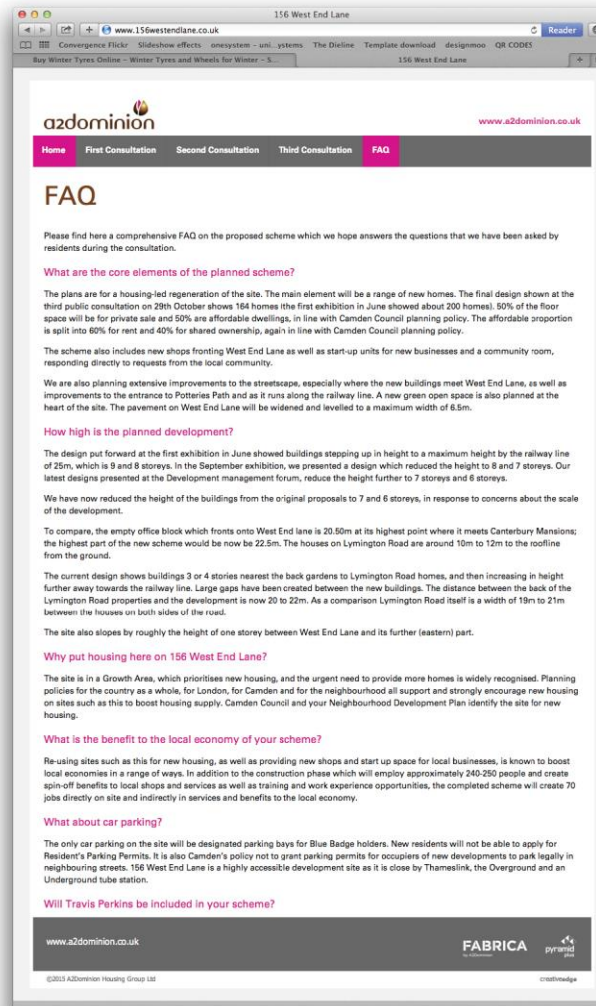 156 West End Lane
www.156westendlane.co.uk
Reader
Convergence Flickr Slideshow effects onesystem - uni...ystems The Dieline Template download designmoo QR CODES
Buy Winter Tyres Online - Winter Tyres and Wheels for Winter - S... 156 West End Lane
a2dominion
www.a2dominion.co.uk
Home First Consultation Second Consultation Third Consultation FAQ
FAQ
Please find here a comprehensive FAQ on the proposed scheme which we hope answers the questions that we have been asked by
residents during the consultation.
What are the core elements of the planned scheme?
The plans are for a housing-led regeneration of the site. The main element will be a range of new homes. The final design shown at the
third public consultation on 29th October shows 164 homes (the first exhibition in June showed about 200 homes). 50% of the floor
space will be for private sale and 50% are affordable dwellings, in line with Camden Council planning policy. The affordable proportion
is split into 60% for rent and 40% for shared ownership, again in line with Camden Council planning policy.
The scheme also includes new shops fronting West End Lane as well as start-up units for new businesses and a community room,
responding directly to requests from the local community.
We are also planning extensive improvements to the streetscape, especially where the new buildings meet West End Lane, as well as
improvements to the entrance to Potteries Path and as it runs along the railway line. A new green open space is also planned at the
heart of the site. The pavement on West End Lane will be widened and levelled to a maximum width of 6.5m.
How high is the planned development?
The design put forward at the first exhibition in June showed buildings stepping up in height to a maximum height by the railway line
of 25m, which is 9 and 8 storeys. In the September exhibition, we presented a design which reduced the height to 8 and 7 storeys. Our
latest designs presented at the Development management forum, reduce the height further to 7 storeys and 6 storeys.
We have now reduced the height of the buildings from the original proposals to 7 and 6 storeys, in response to concerns about the scale
of the development.
To compare, the empty office block which fronts onto West End lane is 20.50m at its highest point where it meets Canterbury Mansions;
the highest part of the new scheme would be now be 22.5m. The houses on Lymington Road are around 10m to 12m to the roofline
from the ground.
The current design shows buildings 3 or 4 stories nearest the back gardens to Lymington Road homes, and then increasing in height
further away towards the railway line. Large gaps have been created between the new buildings. The distance between the back of the
Lymington Road properties and the development is now 20 to 22m. As a comparison Lymington Road itself is a width of 19m to 21m
between the houses on both sides of the road.
The site also slopes by roughly the height of one storey between West End Lane and its further (eastern) part.
Why put housing here on 156 West End Lane?
The site is in a Growth Area, which prioritises new housing, and the urgent need to provide more homes is widely recognised. Planning
policies for the country as a whole, for London, for Camden and for the neighbourhood all support and strongly encourage new housing
on sites such as this to boost housing supply. Camden Council and your Neighbourhood Development Plan identify the site for new
housing.
What is the benefit to the local economy of your scheme?
Re-using sites such as this for new housing, as well as providing new shops and start up space for local businesses, is known to boost
local economies in a range of ways. In addition to the construction phase which will employ approximately 240-250 people and create
spin-off benefits to local shops and services as well as training and work experience opportunities, the completed scheme will create 70
jobs directly on site and indirectly in services and benefits to the local economy.
What about car parking?
The only car parking on the site will be designated parking bays for Blue Badge holders. New residents will not be able to apply for
Resident's Parking Permits. It is also Camden's policy not to grant parking permits for occupiers of new developments to park legally in
neighbouring streets. 156 West End Lane is a highly accessible development site as it is close by Thameslink, the Overground and an
Underground tube station.
Will Travis Perkins be included in your scheme?
www.a2dominion.co.uk
FABRICA
by A2Dominion
pyramid
plus
©2015 A2Dominion Housing Group Ltd
creativeedge